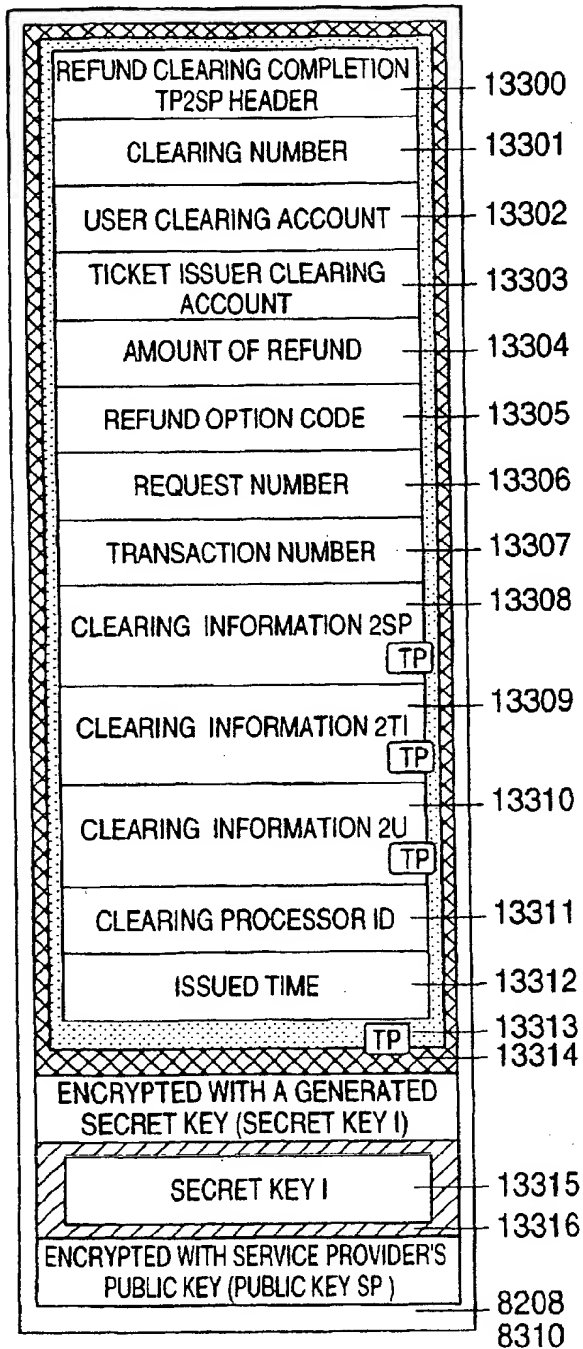 REFUND CLEARING COMPLETION
TP2SP HEADER
13300
CLEARING NUMBER
13301
USER CLEARING ACCOUNT
13302
TICKET ISSUER CLEARING
ACCOUNT
13303
AMOUNT OF REFUND
13304
REFUND OPTION CODE
13305
REQUEST NUMBER
13306
TRANSACTION NUMBER
13307
13308
CLEARING INFORMATION 2SP
TP
13309
CLEARING INFORMATION 2TI
TP
13310
CLEARING INFORMATION 2U
TP
CLEARING PROCESSOR ID
13311
ISSUED TIME
13312
TP
13313
13314
ENCRYPTED WITH A GENERATED
SECRET KEY (SECRET KEY I)
SECRET KEY I
13315
13316
ENCRYPTED WITH SERVICE PROVIDER'S
PUBLIC KEY (PUBLIC KEY SP )
8208
8310